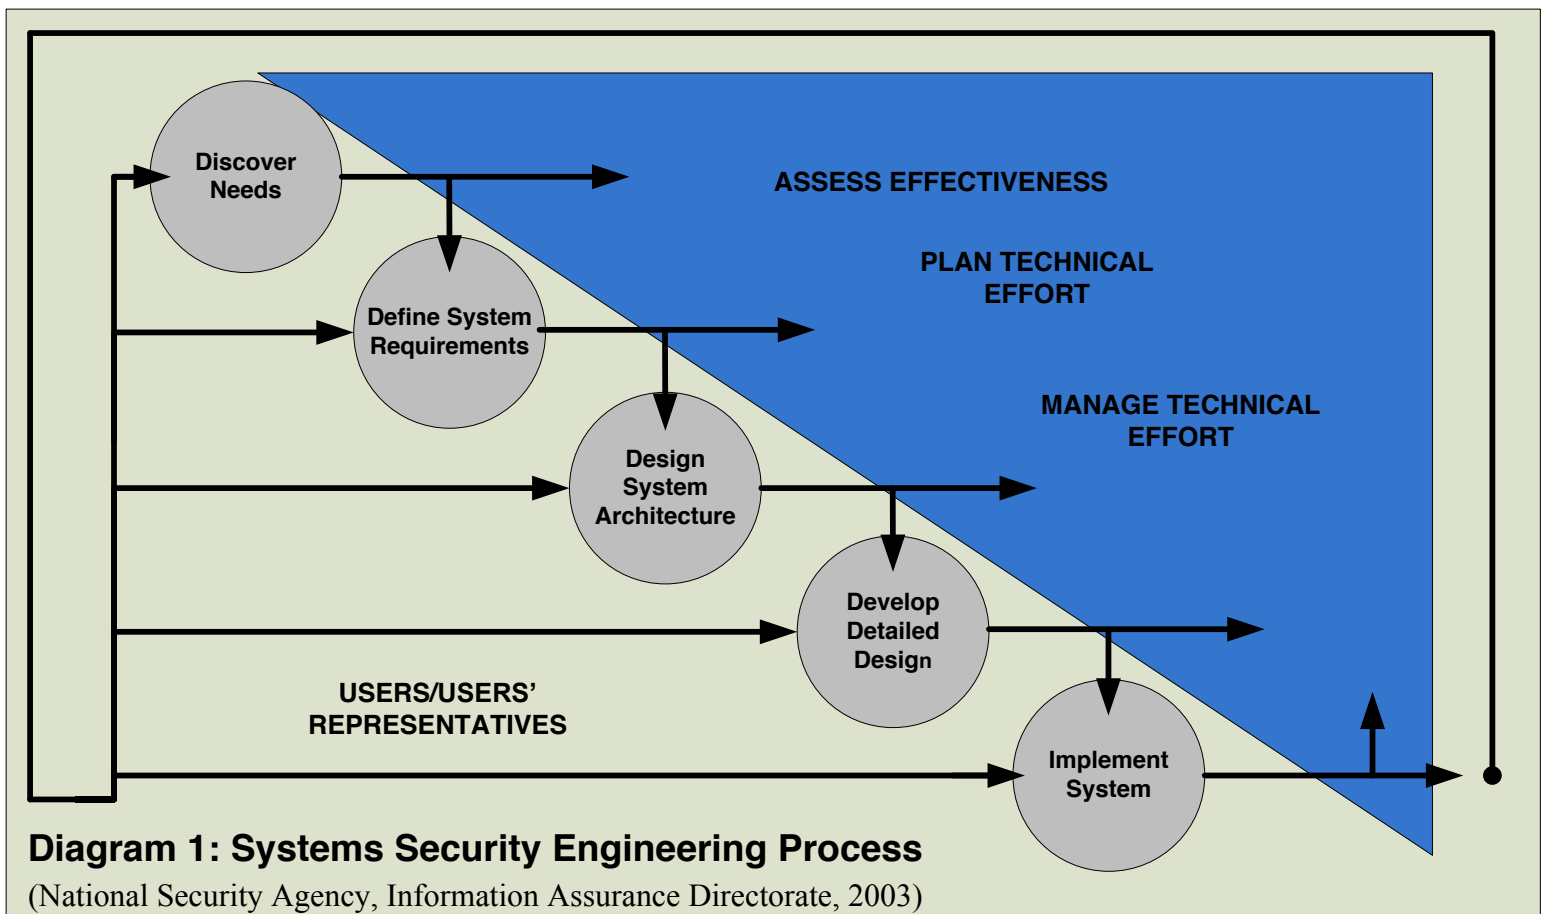 Discover
Needs
ASSESS EFFECTIVENESS
PLAN TECHNICAL
EFFORT
Define System
Requirements
MANAGE TECHNICAL
EFFORT
Design
System
Architecture
Develop
Detailed
Design
USERS/USERS’
REPRESENTATIVES
Implement
System
Diagram 1: Systems Security Engineering Process
(National Security Agency, Information Assurance Directorate, 2003)